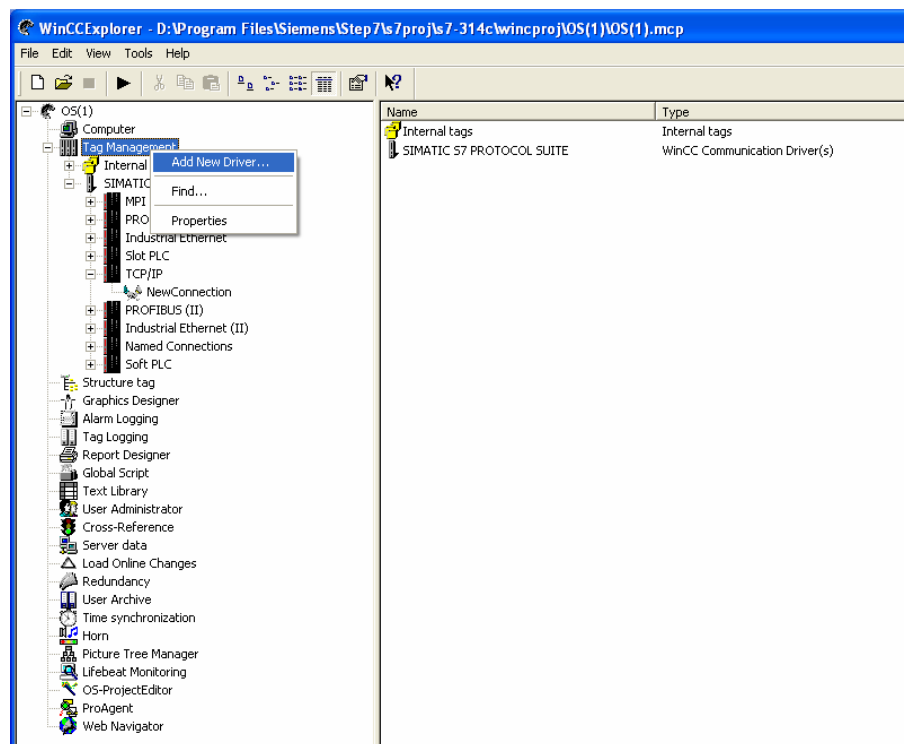 WinCCExplorer - D:\Program Files\Siemens\Step7\s7proj\s7-314c\wincproj\OS(1)\OS(1).mcp
File Edit View Tools Help
OS(1)
Computer
Tag Management
Internal
SIMATIC
MPI
PRO
Industrial Ethernet
Slot PLC
TCP/IP
NewConnection
PROFIBUS (II)
Industrial Ethernet (II)
Named Connections
Soft PLC
Structure tag
Graphics Designer
Alarm Logging
Tag Logging
Report Designer
Global Script
Text Library
User Administrator
Cross-Reference
Server data
Load Online Changes
Redundancy
User Archive
Time synchronization
Horn
Picture Tree Manager
Lifebeat Monitoring
OS-ProjectEditor
ProAgent
Web Navigator
Add New Driver...
Find...
Properties
Name Type
Internal tags Internal tags
SIMATIC S7 PROTOCOL SUITE WinCC Communication Driver(s)